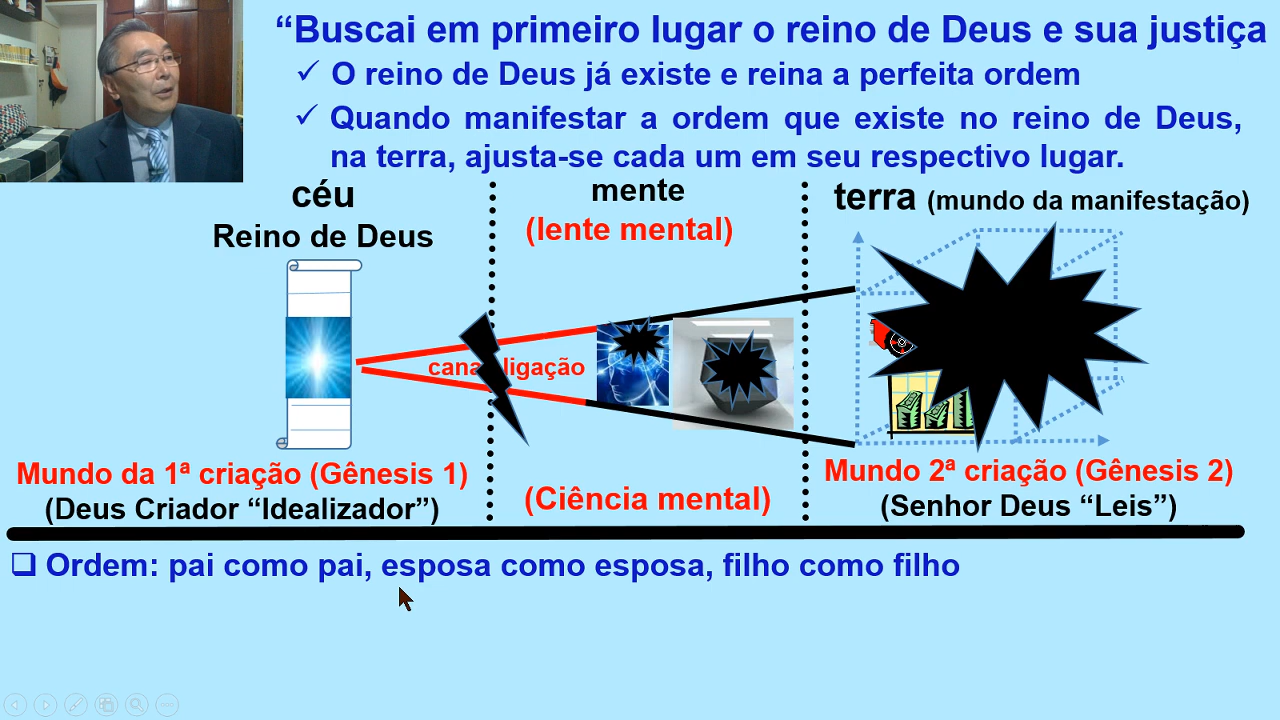 “Buscai em primeiro lugar o reino de Deus e sua justiça
✓ O reino de Deus já existe e reina a perfeita ordem
✓ Quando manifestar a ordem que existe no reino de Deus,
na terra, ajusta-se cada um em seu respectivo lugar.
céu
Reino de Deus
mente
(lente mental)
terra (mundo da manifestação)
ligação
Mundo da 1ª criação (Gênesis 1)
(Deus Criador “Idealizador”)
(Ciência mental)
Mundo 2ª criação (Gênesis 2)
(Senhor Deus “Leis”)
❑ Ordem: pai como pai, esposa como esposa, filho como filho